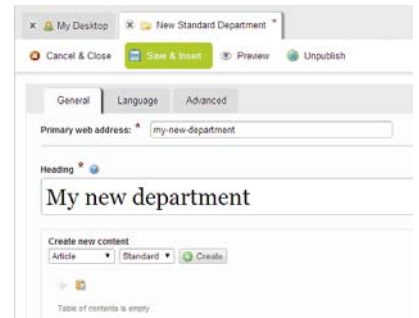 × My Desktop × New Standard Department *
Cancel & Close Save & Insert Preview Unpublish
General Language Advanced
Primary web address: * my-new-department
Heading *
My new department
Create new content
Article Standard Create
Table of contents is empty